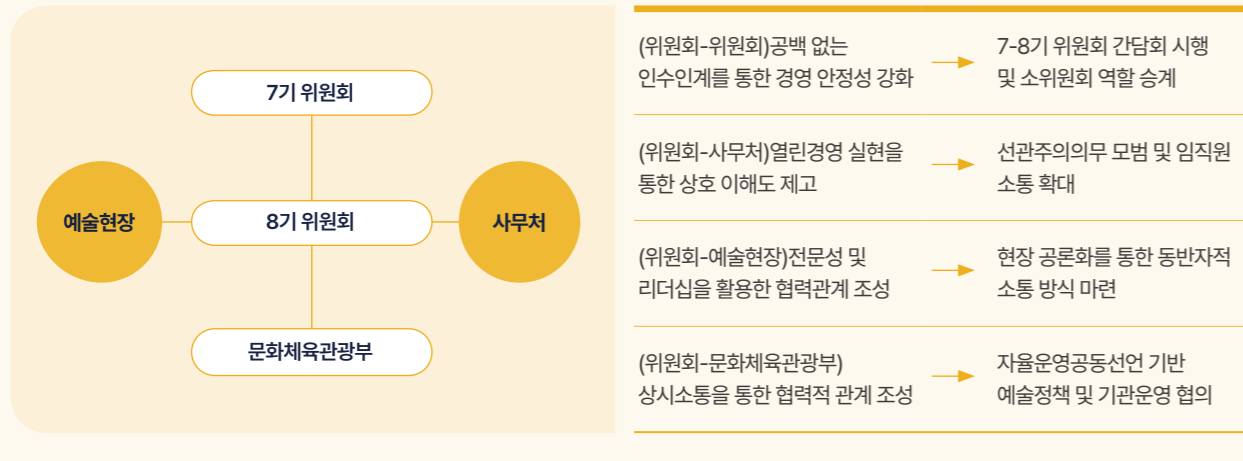 7기 위원회
예술현장
8기 위원회
사무처
문화체육관광부
(위원회-위원회)공백 없는
인수인계를 통한 경영 안정성 강화
7-8기 위원회 간담회 시행
및 소위원회 역할 승계
(위원회-사무처)열린경영 실현을
통한 상호 이해도 제고
선관주의의무 모범 및 임직원
소통 확대
(위원회-예술현장)전문성 및
리더십을 활용한 협력관계 조성
현장 공론화를 통한 동반자적
소통 방식 마련
(위원회-문화체육관광부)
상시소통을 통한 협력적 관계 조성
자율운영공동선언 기반
예술정책 및 기관운영 협의